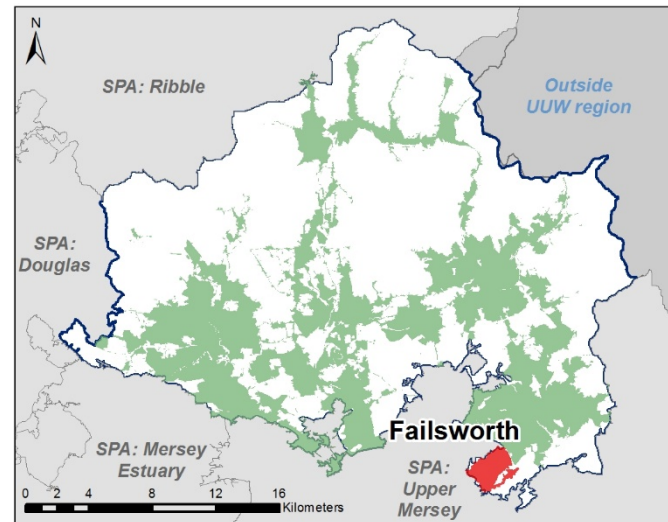 N
SPA: Ribble
Outside
UUW region
SPA:
Douglas
Failsworth
SPA: Mersey
Estuary
SPA:
Upper
Mersey
0 2 4 8 12 16
Kilometers